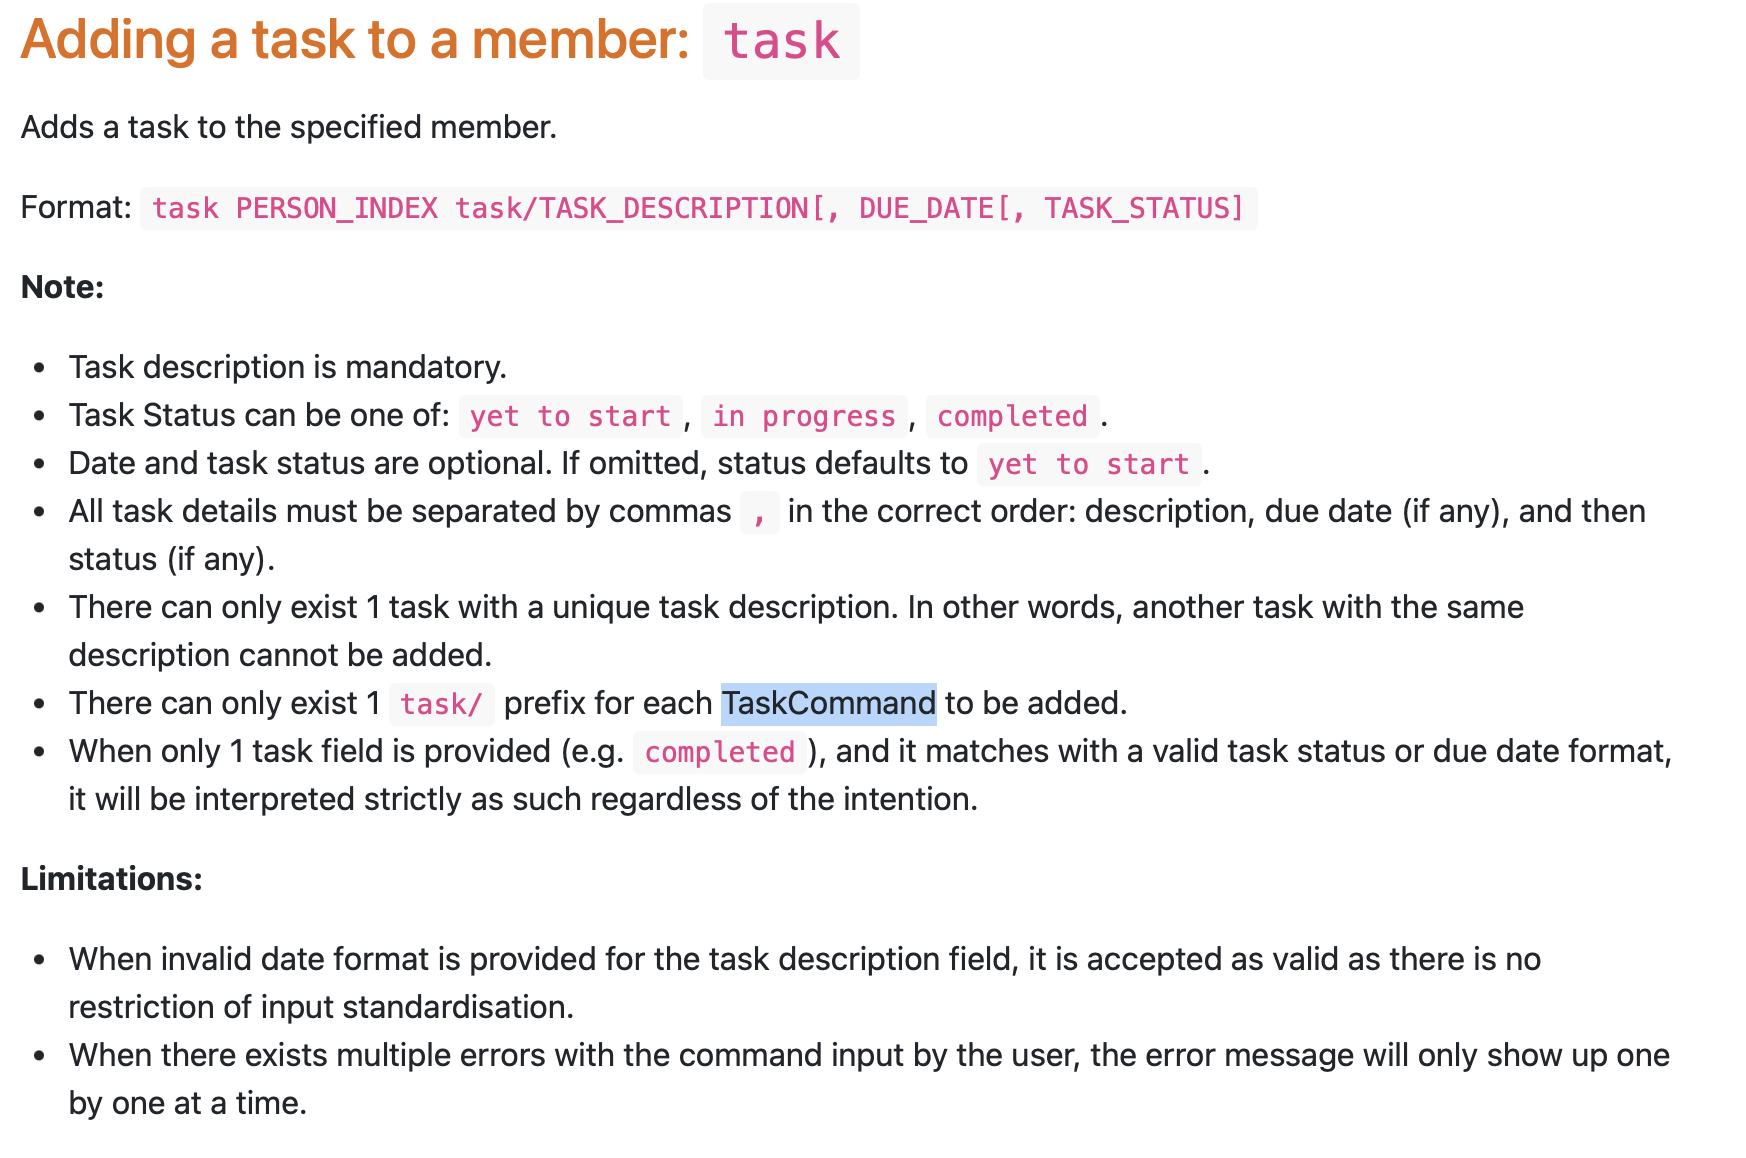 Adding a task to a member: task
Adds a task to the specified member.
Format: task PERSON_INDEX task/TASK_DESCRIPTION[, DUE_DATE[, TASK_STATUS]
Note:
• Task description is mandatory.
• Task Status can be one of: yet to start, in progress, completed.
• Date and task status are optional. If omitted, status defaults to yet to start.
• All task details must be separated by commas , in the correct order: description, due date (if any), and then
status (if any).
• There can only exist 1 task with a unique task description. In other words, another task with the same
description cannot be added.
• There can only exist 1 task/ prefix for each TaskCommand to be added.
• When only 1 task field is provided (e.g. completed), and it matches with a valid task status or due date format,
it will be interpreted strictly as such regardless of the intention.
Limitations:
• When invalid date format is provided for the task description field, it is accepted as valid as there is no
restriction of input standardisation.
• When there exists multiple errors with the command input by the user, the error message will only show up one
by one at a time.